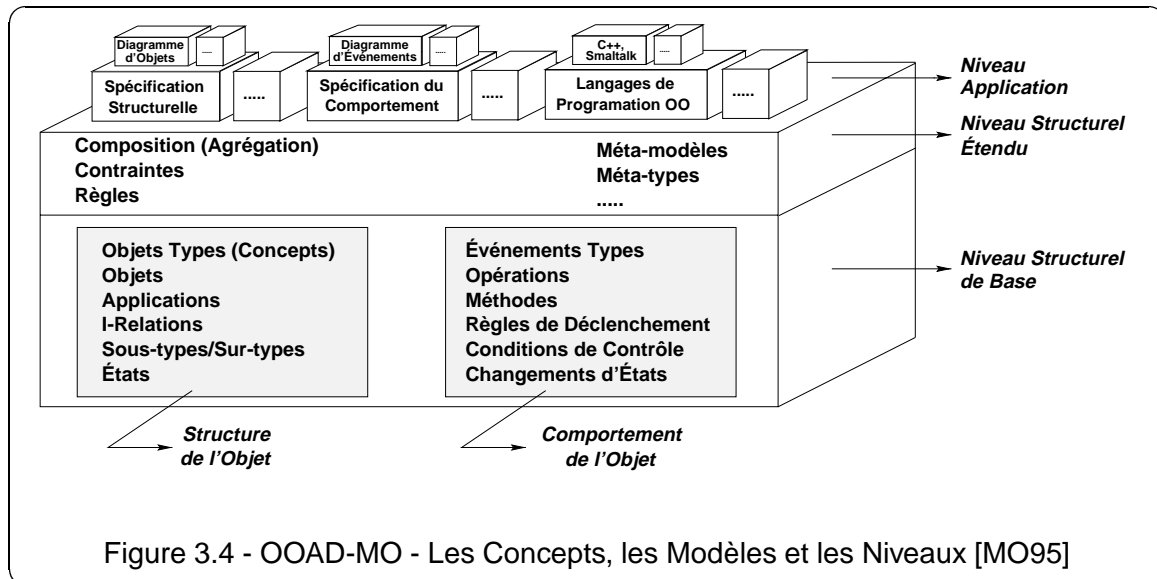 Diagramme
d'Objets
.....
Diagramme
d'Événements
.....
C++,
Smaltalk
.....
Spécification
Structurelle
.....
Spécification du
Comportement
.....
Langages de
Programation OO
.....
Niveau
Application
Niveau Structurel
Étendu
Composition (Agrégation)
Contraintes
Règles
Méta-modèles
Méta-types
.....
Objets Types (Concepts)
Objets
Applications
I-Relations
Sous-types/Sur-types
États
Événements Types
Opérations
Méthodes
Règles de Déclenchement
Conditions de Contrôle
Changements d'États
Niveau Structurel
de Base
Structure
de l'Objet
Comportement
de l'Objet
Figure 3.4 - OOAD-MO - Les Concepts, les Modèles et les Niveaux [MO95]